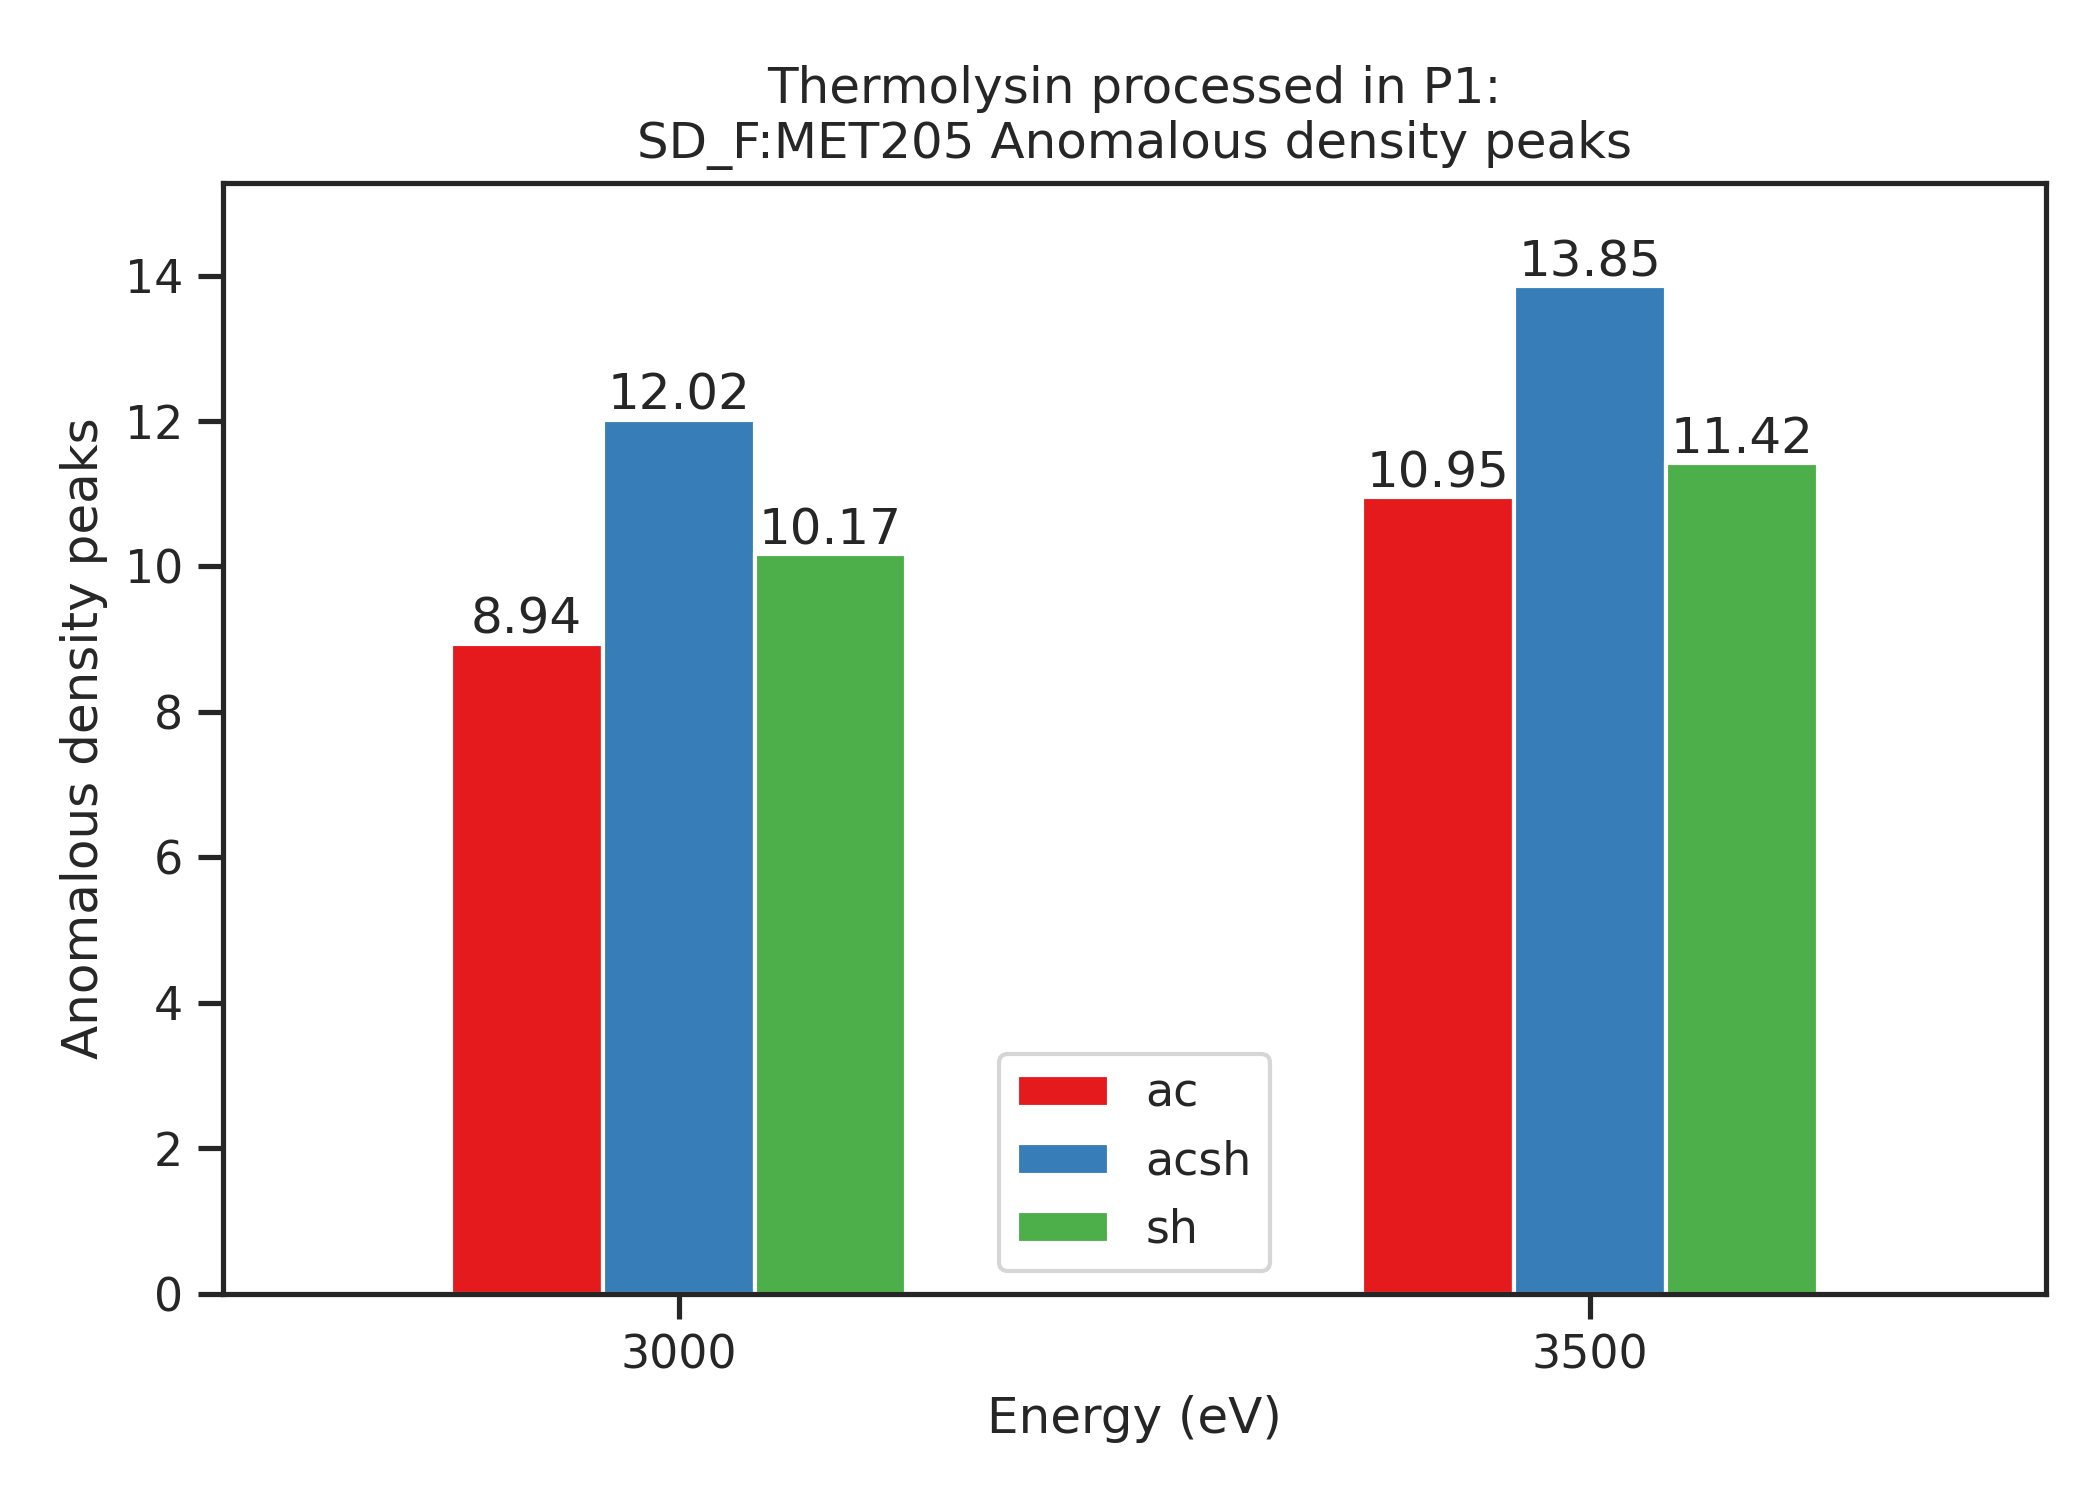 Thermolysin processed in P1:
SD_F:MET205 Anomalous density peaks
Anomalous density peaks
14
12
10
8
6
4
2
0
8.94
12.02
10.17
10.95
13.85
11.42
ac
acsh
sh
3000
3500
Energy (eV)